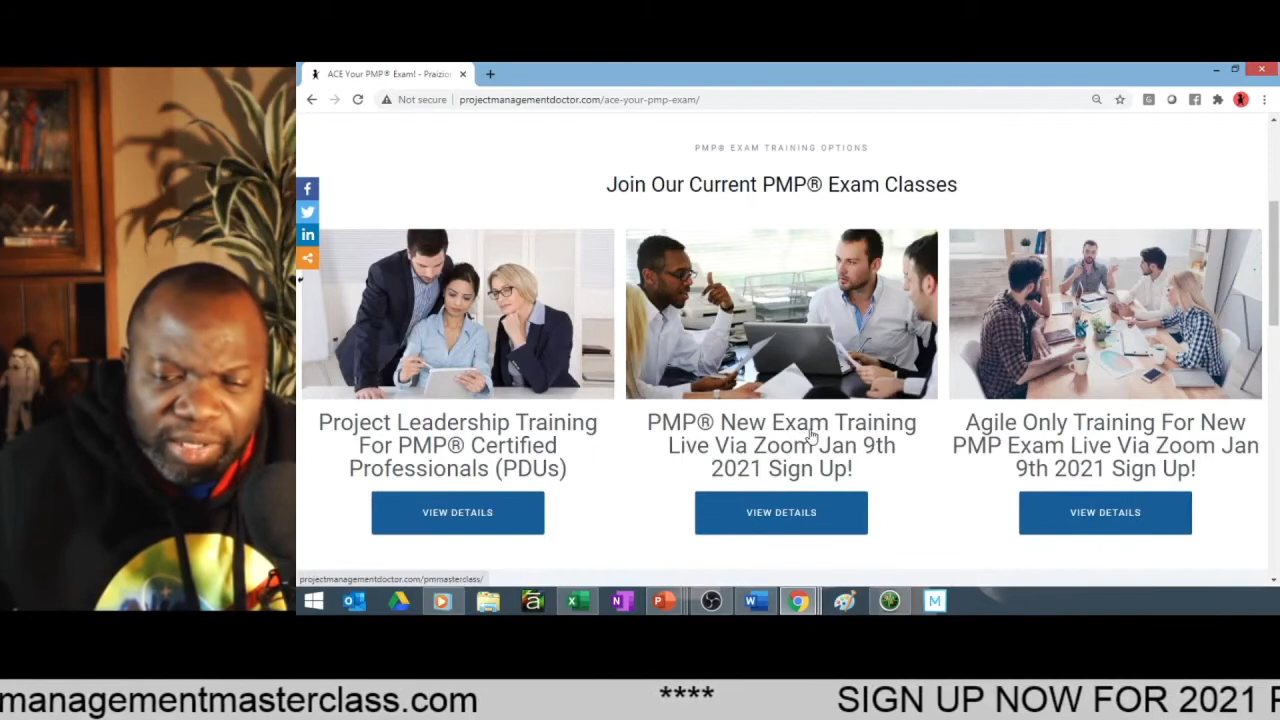 ACE Your PMP® Exam! - Praizion
Not secure
projectmanagementdoctor.com/ace-your-pmp-exam/
PMP® EXAM TRAINING OPTIONS
Join Our Current PMP® Exam Classes
Project Leadership Training
For PMP® Certified
Professionals (PDUs)
VIEW DETAILS
PMP® New Exam Training
Live Via Zoom Jan 9th
2021 Sign Up!
VIEW DETAILS
Agile Only Training For New
PMP Exam Live Via Zoom Jan
9th 2021 Sign Up!
VIEW DETAILS
projectmanagementdoctor.com/pmmasterclass/
managementmasterclass.com **** SIGN UP NOW FOR 2021 P